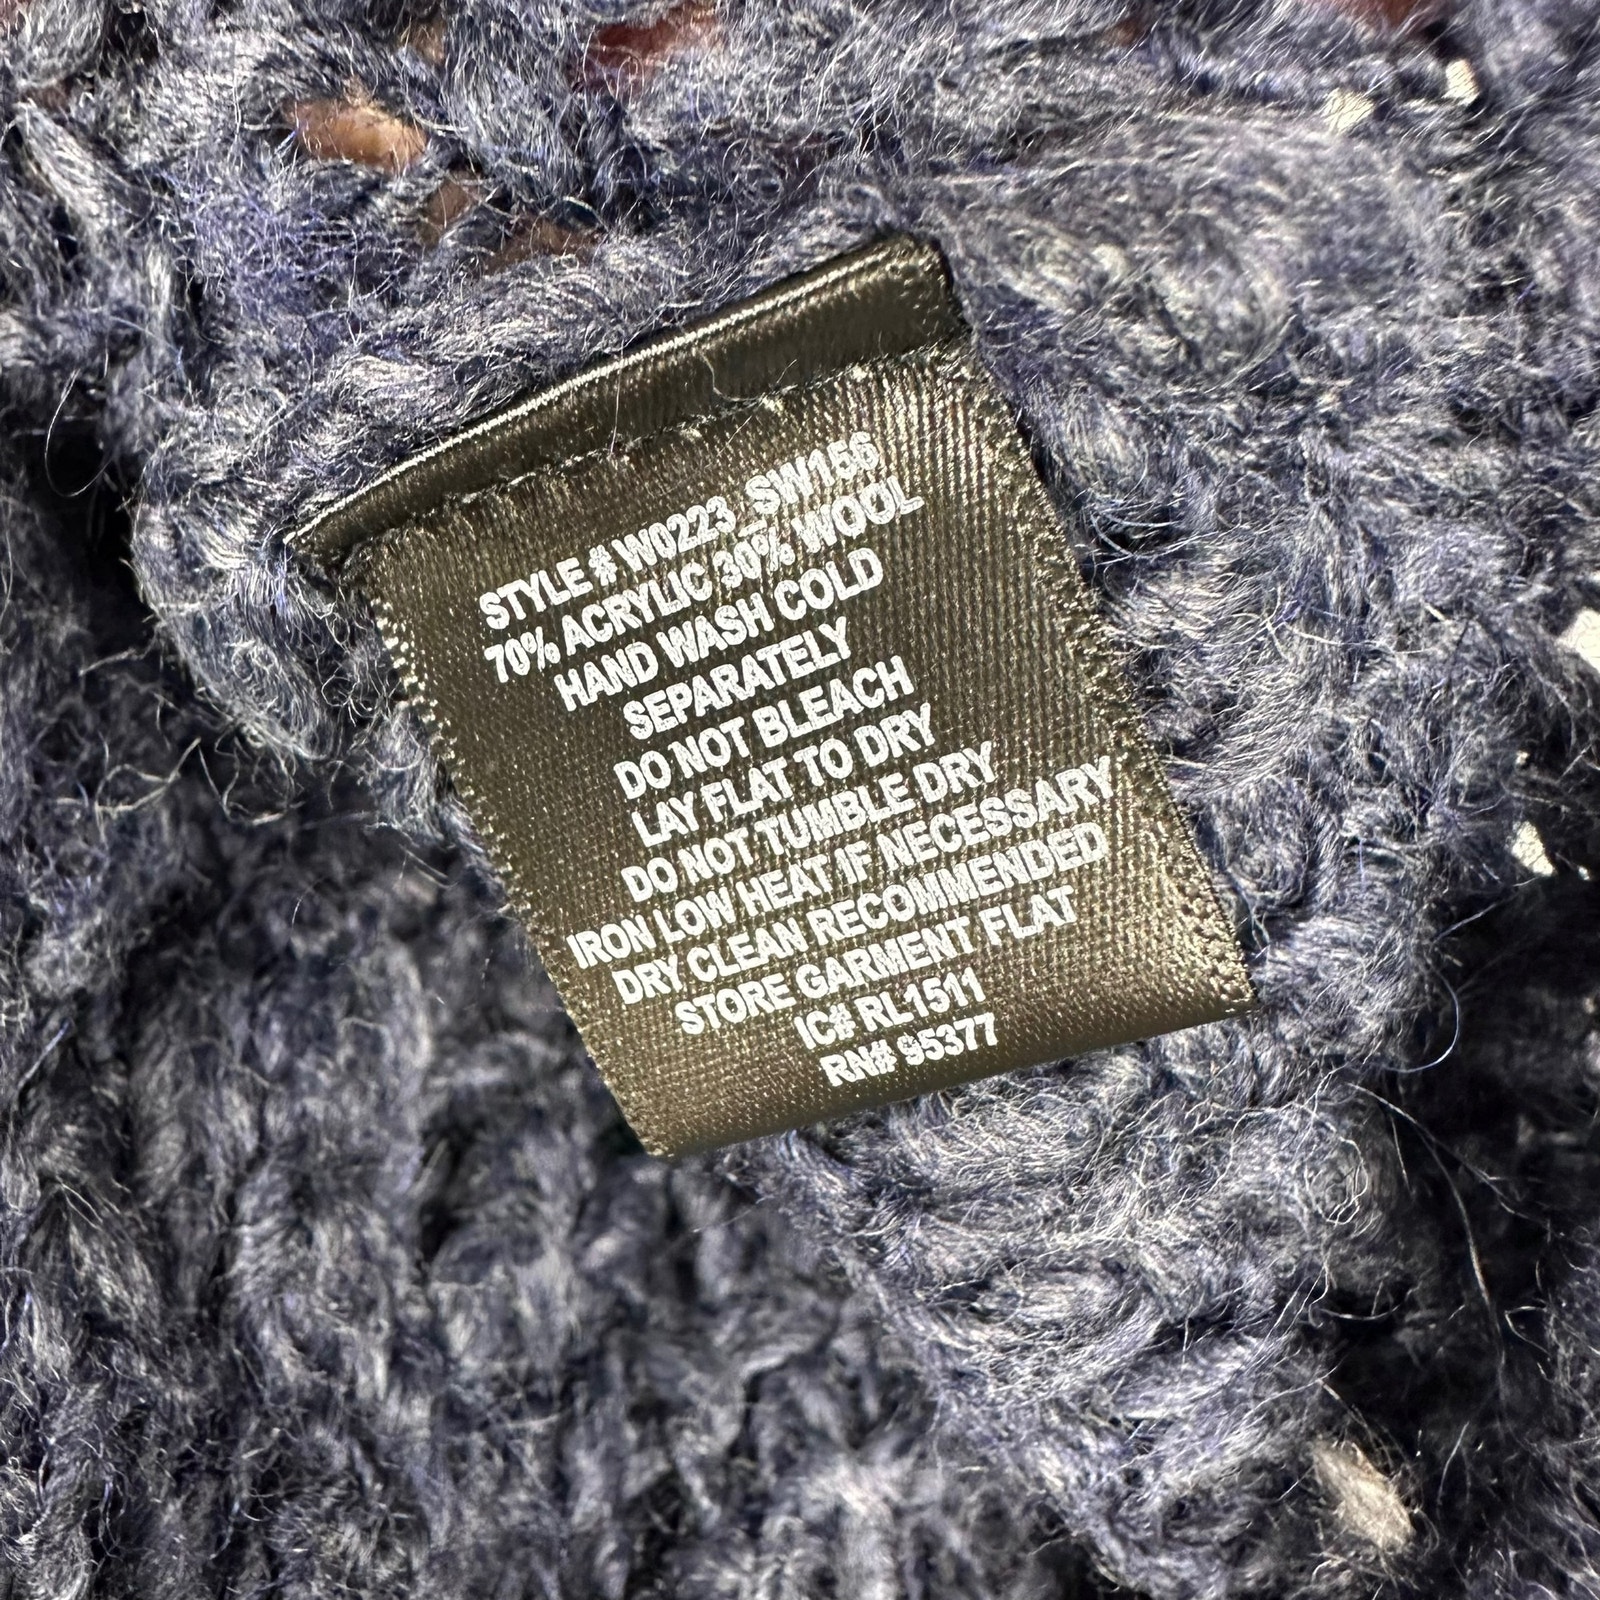 STYLE # W0223_SW156
70% ACRYLIC 30% WOOL
HAND WASH COLD
SEPARATELY
DO NOT BLEACH
LAY FLAT TO DRY
DO NOT TUMBLE DRY
IRON LOW HEAT IF NECESSARY
DRY CLEAN RECOMMENDED
STORE GARMENT FLAT
IC# RL1511
RN# 95377